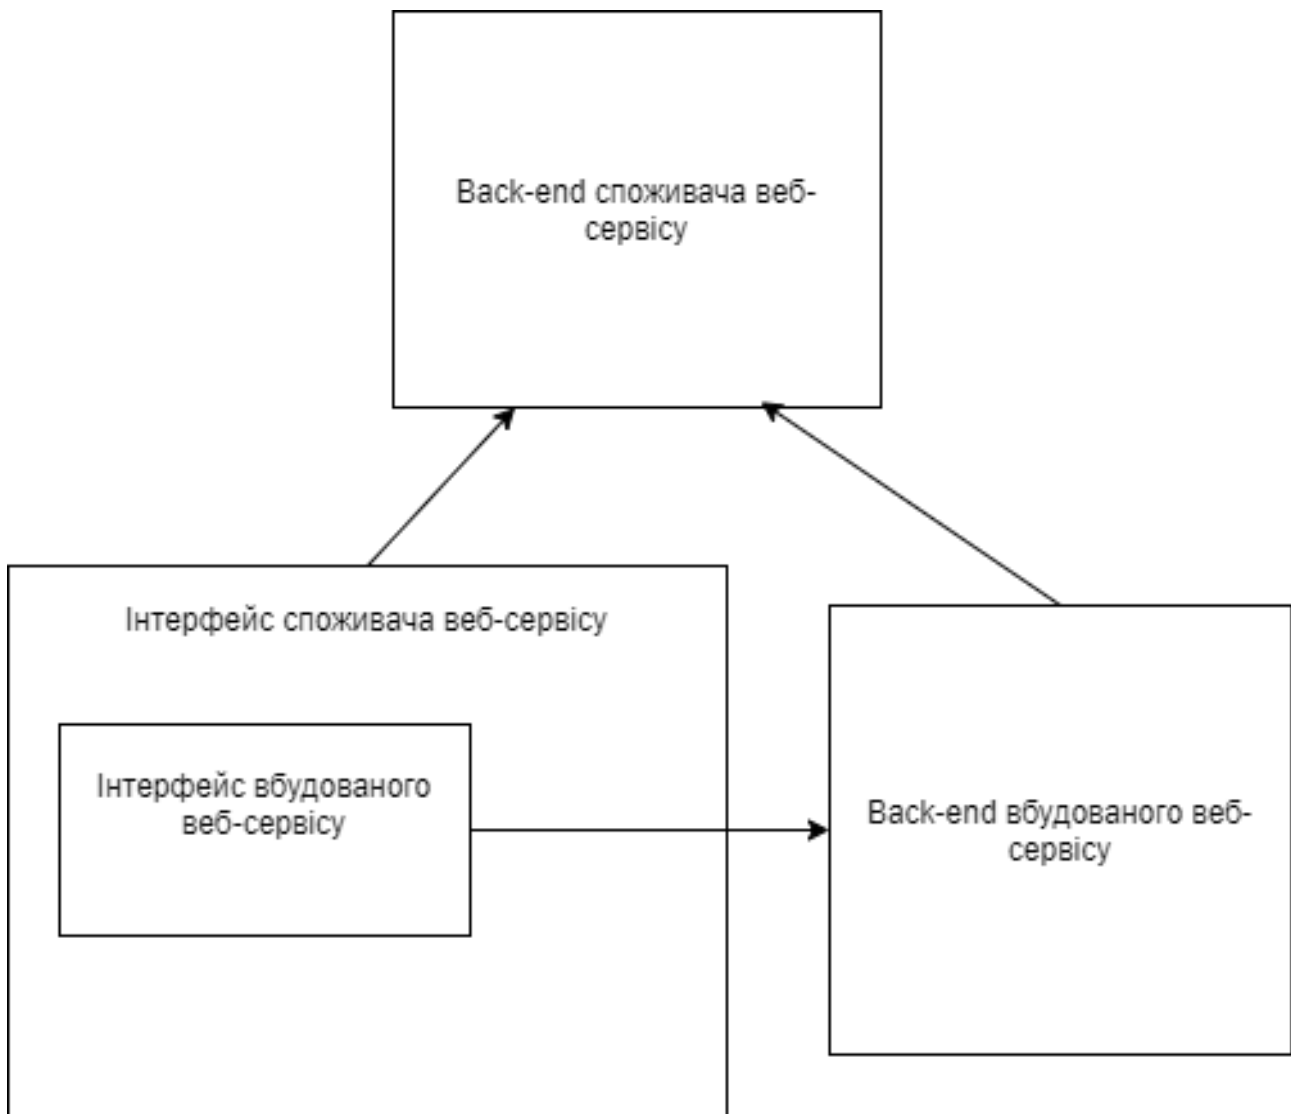 Back-end споживача веб-
сервісу
Інтерфейс споживача веб-сервісу
Інтерфейс вбудованого
веб-сервісу
Back-end вбудованого веб-
сервісу